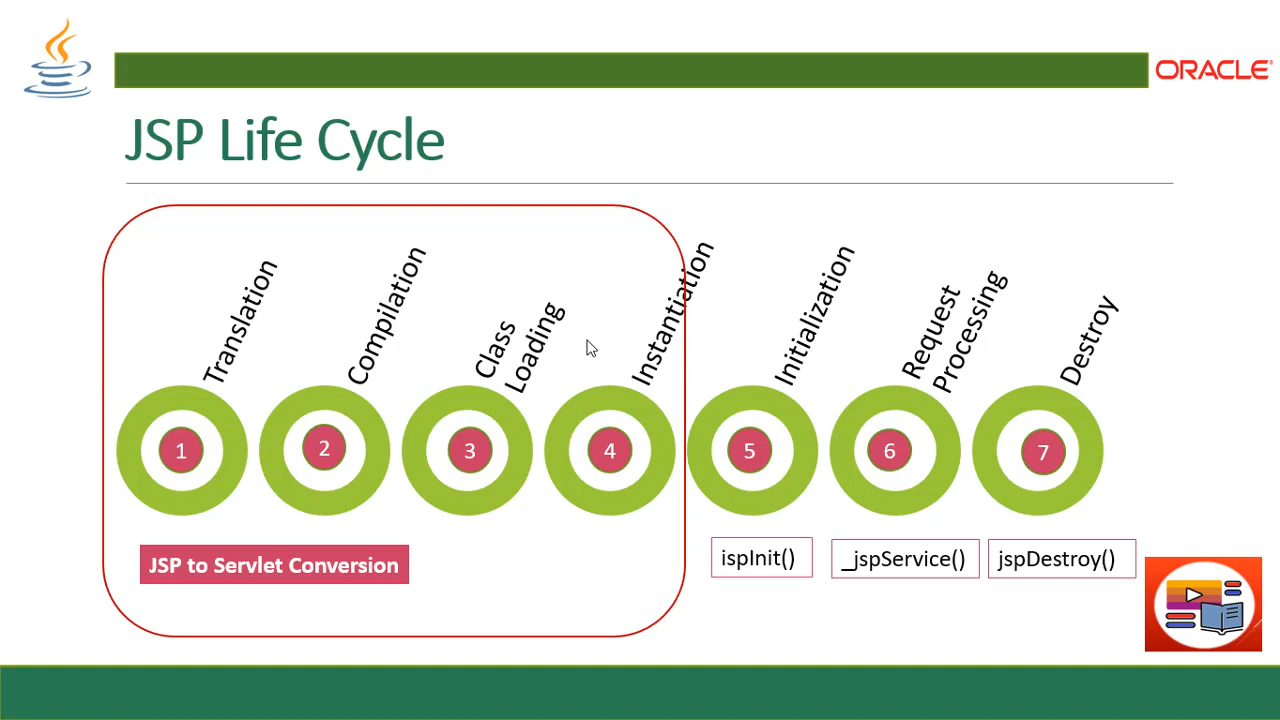 ORACLE
JSP Life Cycle
Translation
Compilation
Class
Loading
Instantiation
Initialization
Request
Processing
Destroy
1
2
3
4
5
6
7
JSP to Servlet Conversion
ispInit()
_jspService()
jspDestroy()